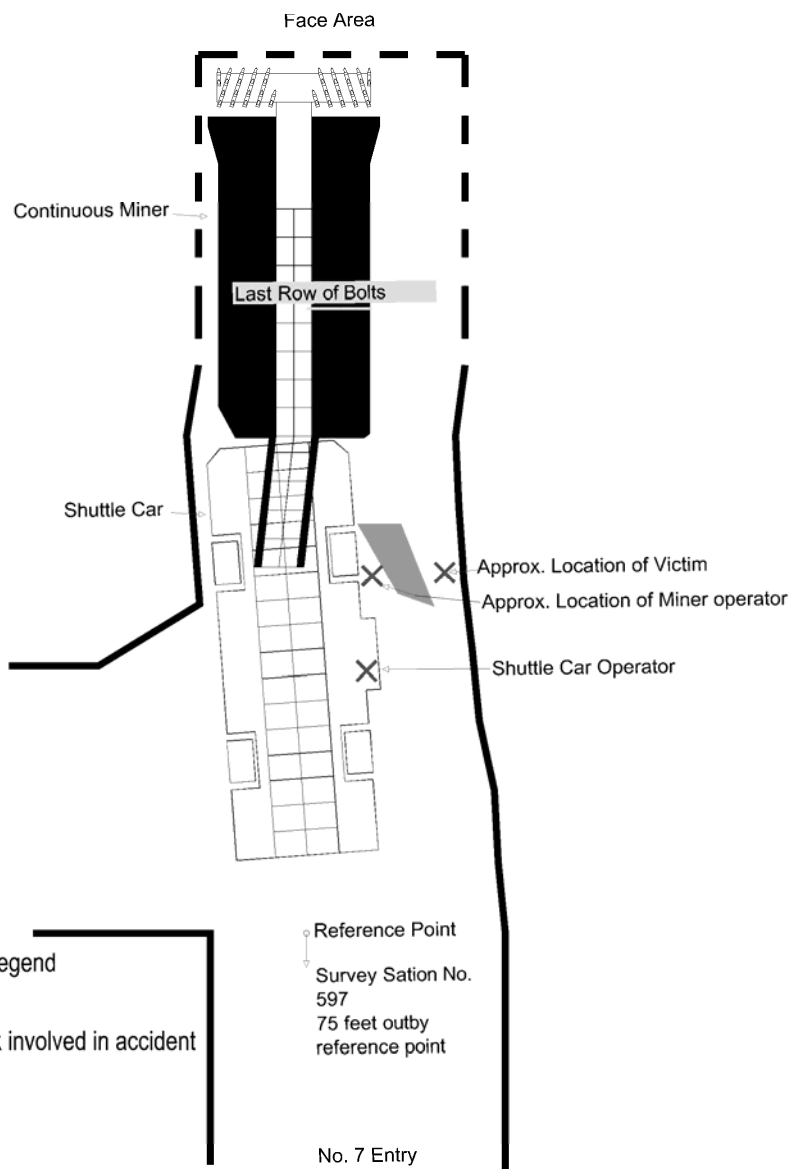 Face Area
Continuous Miner
Last Row of Bolts
Shuttle Car
Approx. Location of Victim
Approx. Location of Miner operator
Shuttle Car Operator
Reference Point
egend
Survey Sation No.
597
75 feet outby
reference point
involved in accident
No. 7 Entry